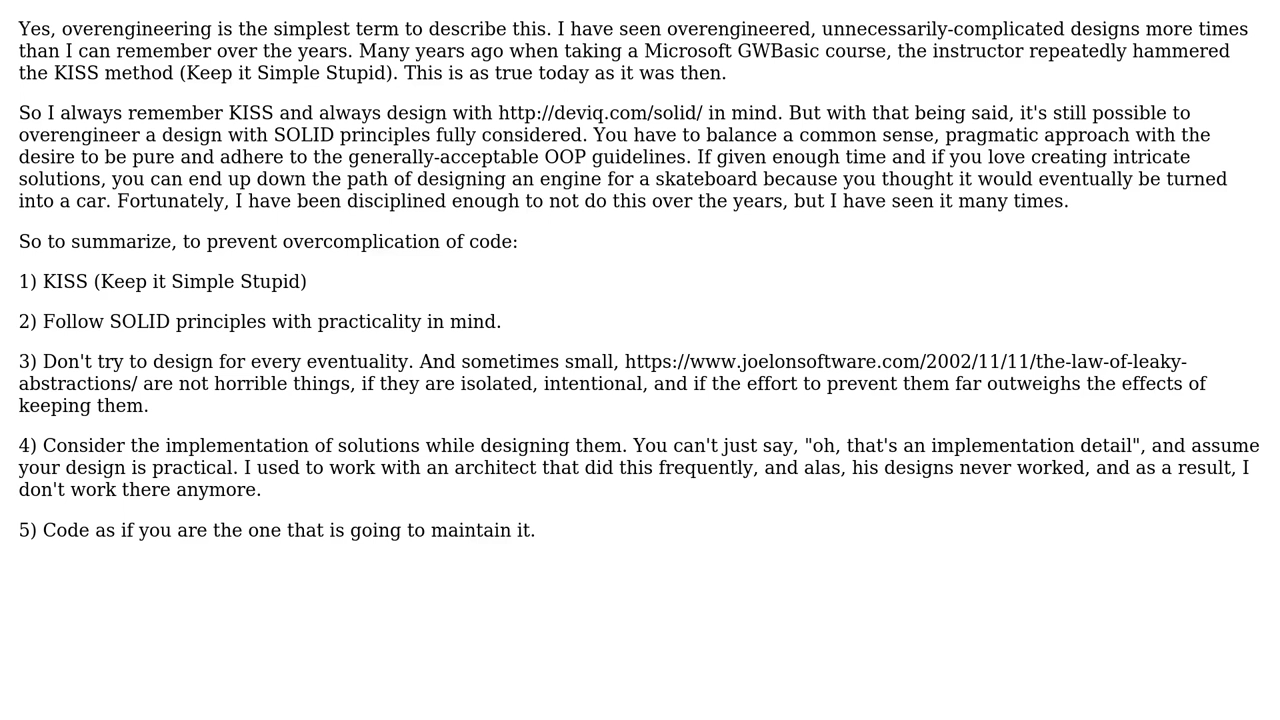 Yes, overengineering is the simplest term to describe this. I have seen overengineered, unnecessarily-complicated designs more times
than I can remember over the years. Many years ago when taking a Microsoft GWBasic course, the instructor repeatedly hammered
the KISS method (Keep it Simple Stupid). This is as true today as it was then.
So I always remember KISS and always design with http://deviq.com/solid/ in mind. But with that being said, it's still possible to
overengineer a design with SOLID principles fully considered. You have to balance a common sense, pragmatic approach with the
desire to be pure and adhere to the generally-acceptable OOP guidelines. If given enough time and if you love creating intricate
solutions, you can end up down the path of designing an engine for a skateboard because you thought it would eventually be turned
into a car. Fortunately, I have been disciplined enough to not do this over the years, but I have seen it many times.
So to summarize, to prevent overcomplication of code:
1) KISS (Keep it Simple Stupid)
2) Follow SOLID principles with practicality in mind.
3) Don't try to design for every eventuality. And sometimes small, https://www.joelonsoftware.com/2002/11/11/the-law-of-leaky-
abstractions/ are not horrible things, if they are isolated, intentional, and if the effort to prevent them far outweighs the effects of
keeping them.
4) Consider the implementation of solutions while designing them. You can't just say, "oh, that's an implementation detail", and assume
your design is practical. I used to work with an architect that did this frequently, and alas, his designs never worked, and as a result, I
don't work there anymore.
5) Code as if you are the one that is going to maintain it.